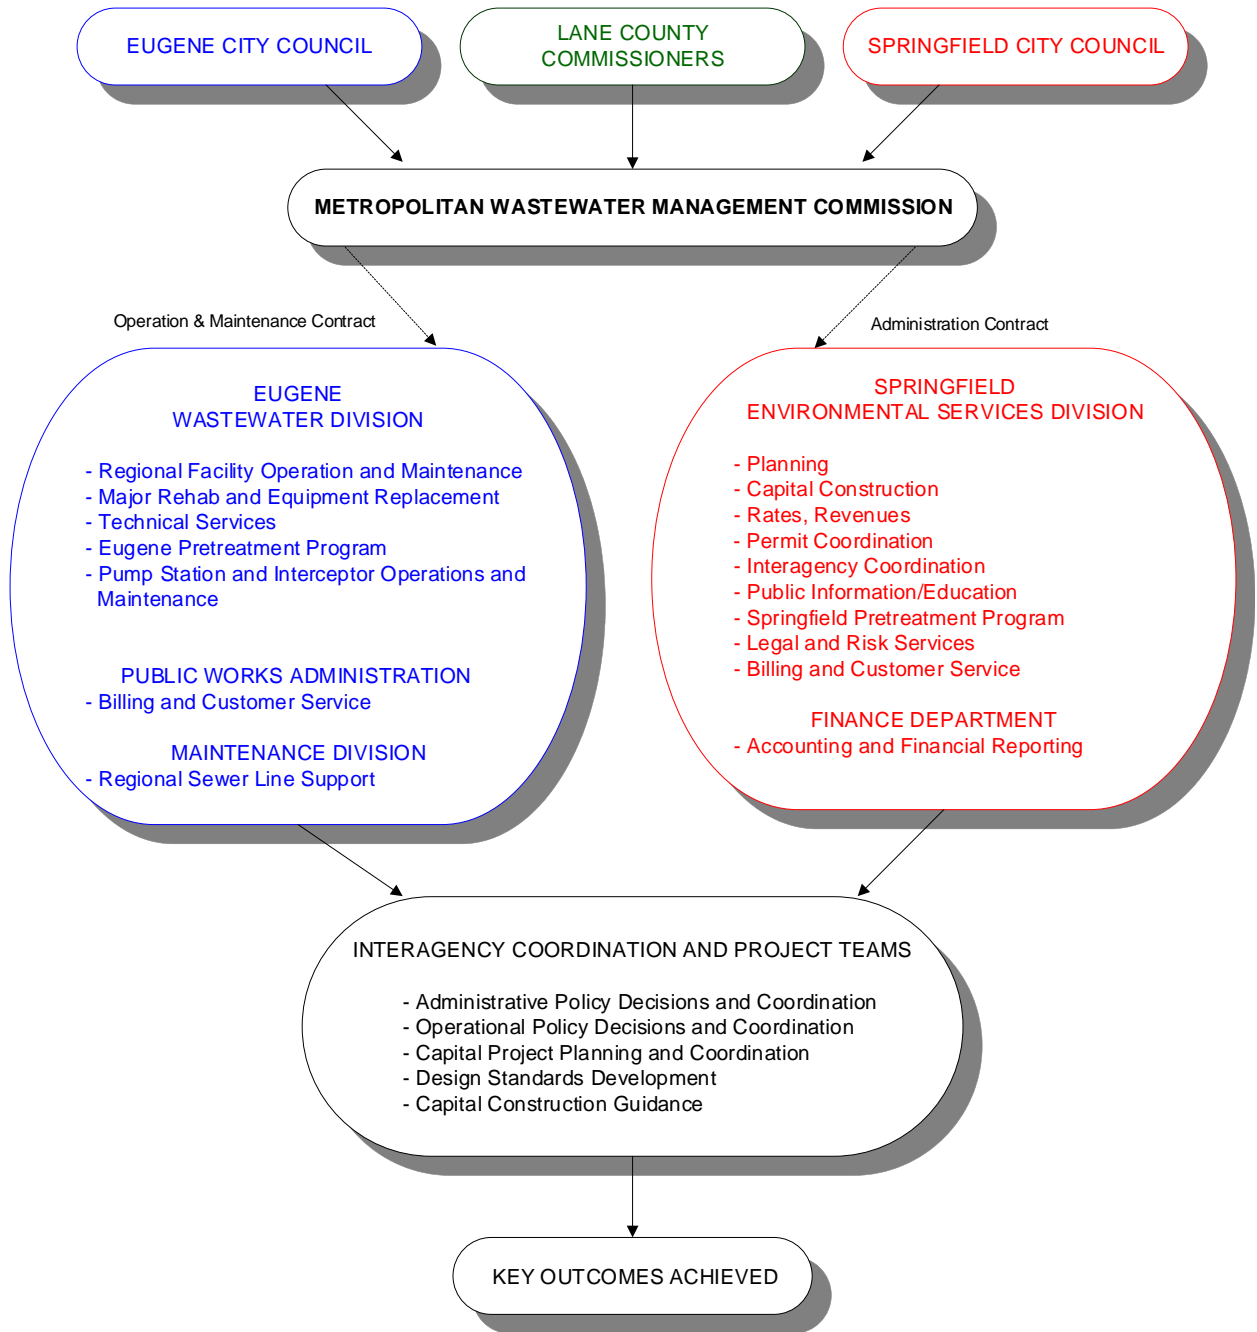 EUGENE CITY COUNCIL
LANE COUNTY
COMMISSIONERS
SPRINGFIELD CITY COUNCIL
METROPOLITAN WASTEWATER MANAGEMENT COMMISSION
Operation & Maintenance Contract
Administration Contract
EUGENE
WASTEWATER DIVISION
- Regional Facility Operation and Maintenance
- Major Rehab and Equipment Replacement
- Technical Services
- Eugene Pretreatment Program
- Pump Station and Interceptor Operations and
Maintenance
PUBLIC WORKS ADMINISTRATION
- Billing and Customer Service
MAINTENANCE DIVISION
- Regional Sewer Line Support
SPRINGFIELD
ENVIRONMENTAL SERVICES DIVISION
- Planning
- Capital Construction
- Rates, Revenues
- Permit Coordination
- Interagency Coordination
- Public Information/Education
- Springfield Pretreatment Program
- Legal and Risk Services
- Billing and Customer Service
FINANCE DEPARTMENT
- Accounting and Financial Reporting
INTERAGENCY COORDINATION AND PROJECT TEAMS
- Administrative Policy Decisions and Coordination
- Operational Policy Decisions and Coordination
- Capital Project Planning and Coordination
- Design Standards Development
- Capital Construction Guidance
KEY OUTCOMES ACHIEVED